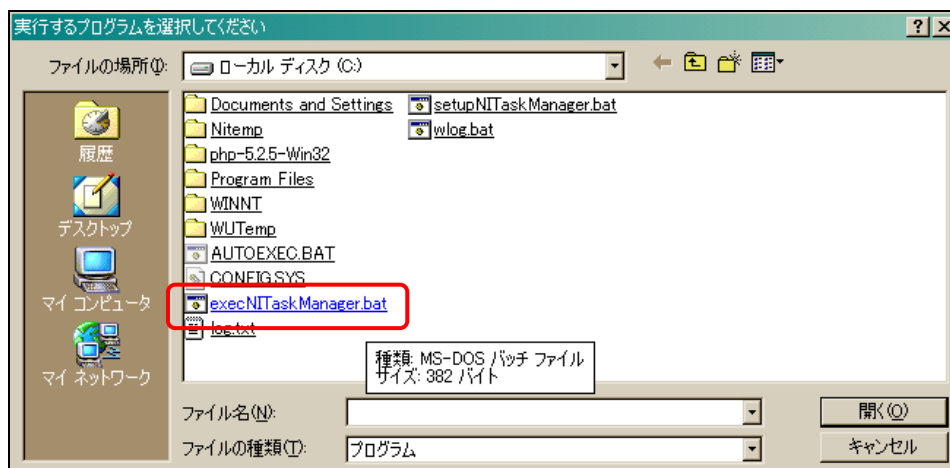 実行するプログラムを選択してください
ファイルの場所(I):
ローカル ディスク (C:)
履歴
デスクトップ
マイ コンピュータ
マイ ネットワーク
Documents and Settings
Nitemp
php-5.2.5-Win32
Program Files
WINNT
WUTemp
AUTOEXEC.BAT
CONFIG.SYS
execNITaskManager.bat
log.txt
setupNITaskManager.bat
wlog.bat
種類: MS-DOS バッチ ファイル
サイズ: 382 バイト
ファイル名(N):
開く(O)
ファイルの種類(T):
プログラム
キャンセル